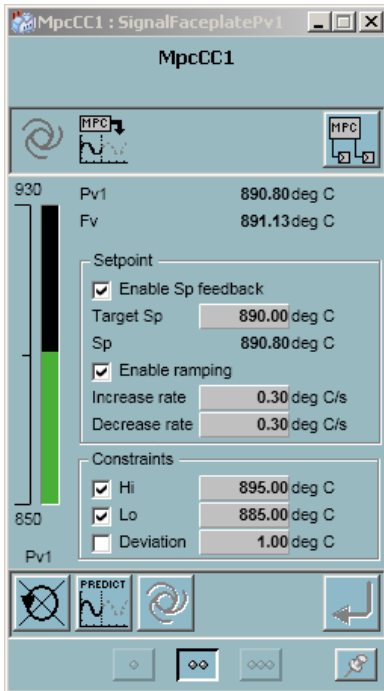 MpcCC1 : SignalFaceplatePv1
MpcCC1
MPC
MPC
930
Pv1 890.80 deg C
Fv 891.13 deg C
Setpoint
Enable Sp feedback
Target Sp 890.00 deg C
Sp 890.80 deg C
Enable ramping
Increase rate 0.30 deg C/s
Decrease rate 0.30 deg C/s
Constraints
Hi 895.00 deg C
850
Lo 885.00 deg C
Deviation 1.00 deg C
Pv1
PREDICT